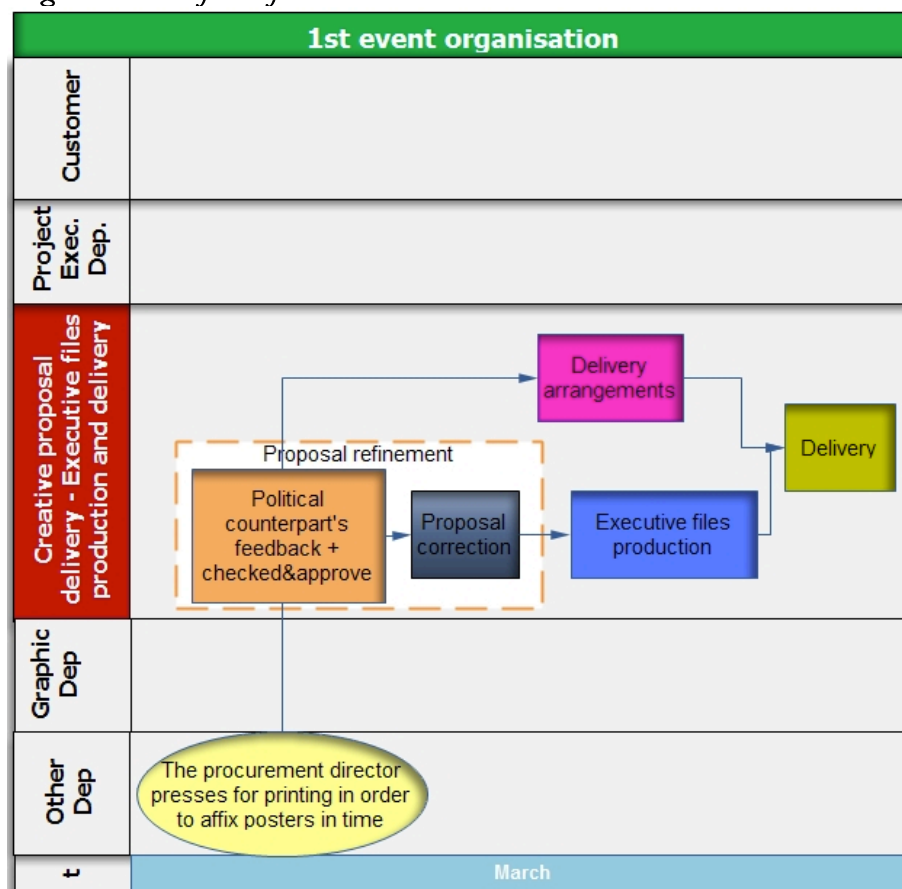 1st event organisation
Customer
Project
Exec.
Dep.
Creative proposal
delivery - Executive files
production and delivery
Delivery
arrangements
Proposal refinement
Political
counterpart's
feedback +
checked&approve
Proposal
correction
Executive files
production
Delivery
Graphic
Dep
Other
Dep
The procurement director
presses for printing in order
to affix posters in time
t
March